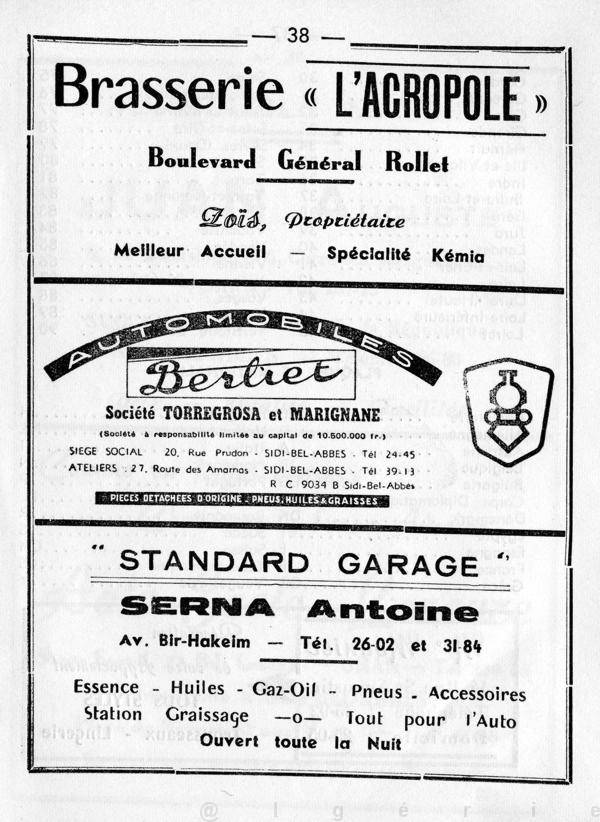 — 38 —
Brasserie « L'ACROPOLE »
Boulevard Général Rollet
Zoïs, Propriétaire
Meilleur Accueil — Spécialité Kémia
AUTOMOBILES
Berliet
Société TORREGROSA et MARIGNANE
(Société à responsabilité limitée au capital de 10.500.000 fr.)
SIEGE SOCIAL · 20, Rue Prudon - SIDI-BEL-ABBES - Tél 24-45
ATELIERS · 27, Route des Amarnas - SIDI-BEL-ABBES - Tél 39-13
R C 9034 B Sidi-Bel-Abbés
PIECES DETACHEES D'ORIGINE - PNEUS, HUILES & GRAISSES
" STANDARD GARAGE "
SERNA Antoine
Av. Bir-Hakeim — Tél. 26-02 et 31-84
Essence - Huiles - Gaz-Oil - Pneus - Accessoires
Station Graissage —o— Tout pour l'Auto
Ouvert toute la Nuit
@ l g é r i e